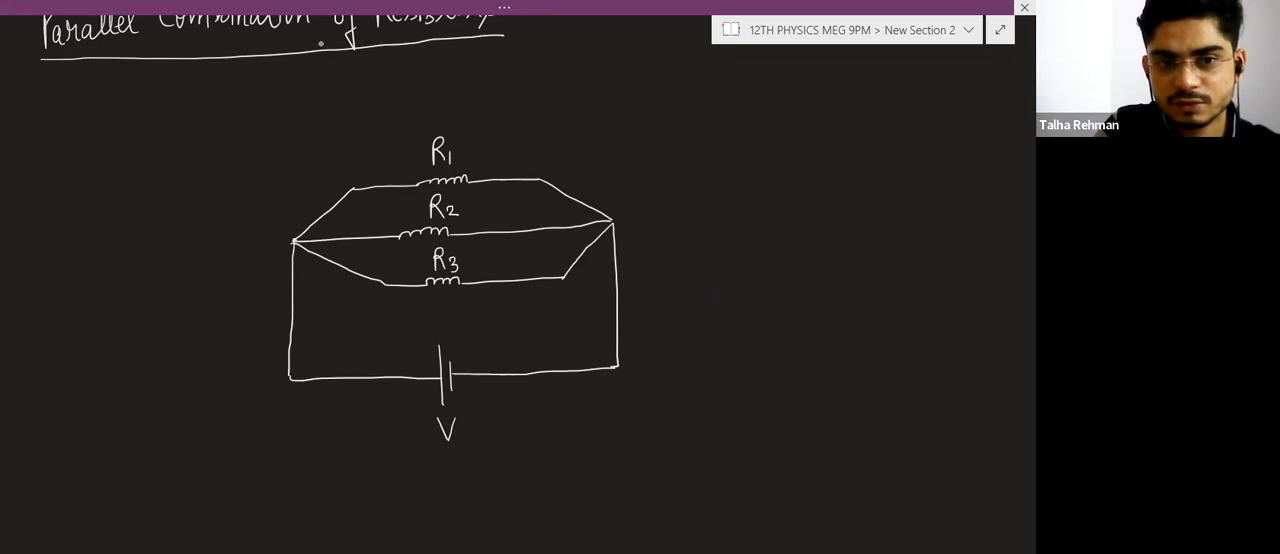 Parallel Combination of Resistors
12TH PHYSICS MEG 9PM > New Section 2
Talha Rehman
R1
R2
R3
V